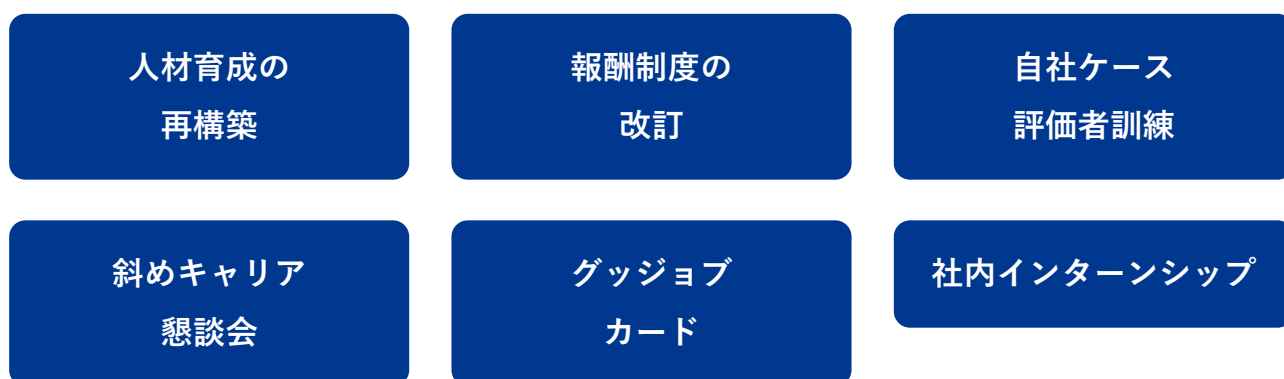 人材育成の
再構築
報酬制度の
改訂
自社ケース
評価者訓練
斜めキャリア
懇談会
グッジョブ
カード
社内インターンシップ